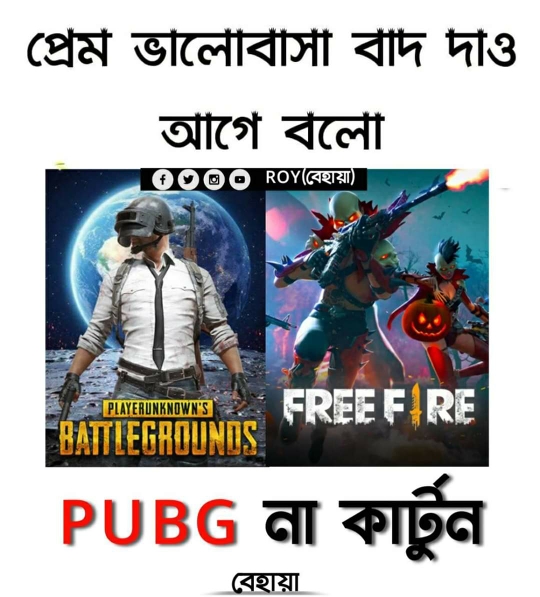 প্রেম ভালোবাসা বাদ দাও
আগে বলো
ROY(বেহায়া)
PLAYERUNKNOWN'S
BATTLEGROUNDS
FREE FIRE
PUBG না কার্টুন
বেহায়া